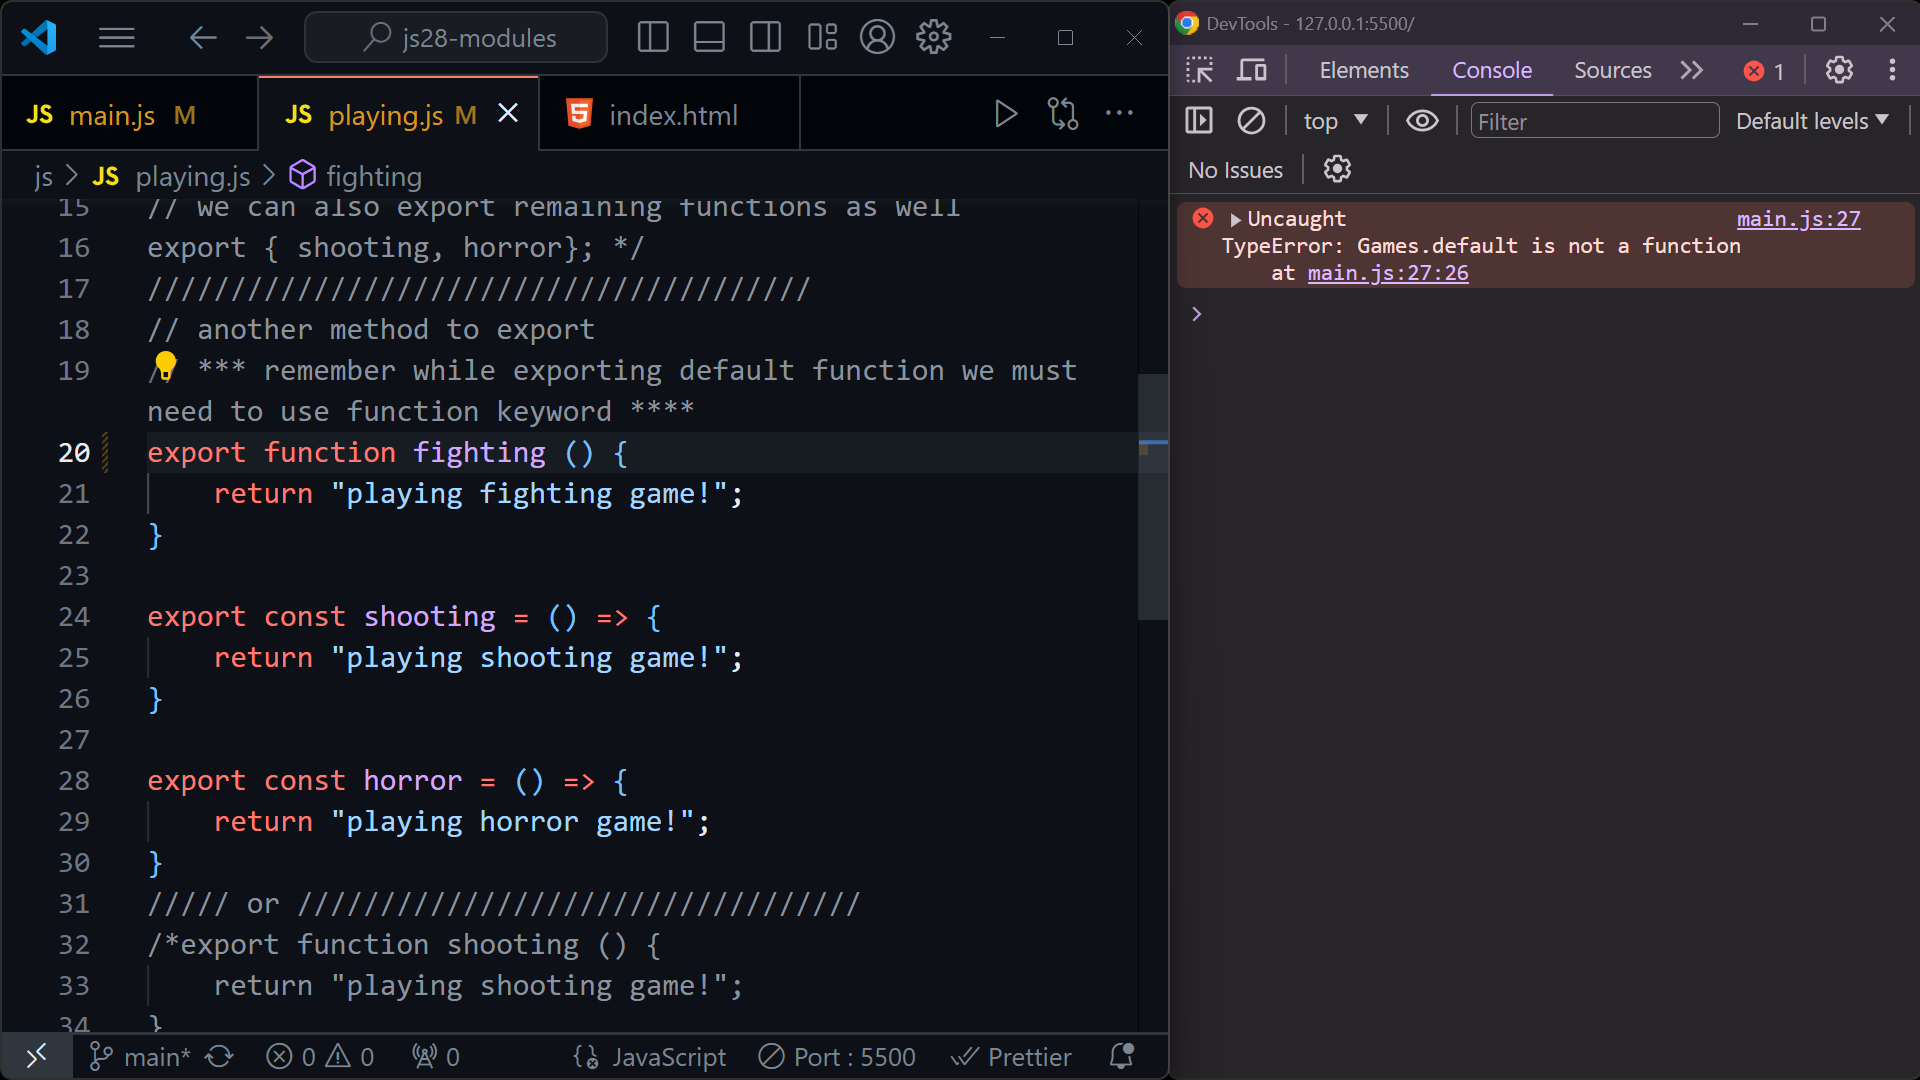 js28-modules
JS main.js M
JS playing.js M
index.html
js > JS playing.js > fighting
15 // we can also export remaining functions as well
16 export { shooting, horror}; */
17 ////////////////////////////////////////
18 // another method to export
19 // *** remember while exporting default function we must
need to use function keyword ****
20 export function fighting () {
21 return "playing fighting game!";
22 }
23
24 export const shooting = () => {
25 return "playing shooting game!";
26 }
27
28 export const horror = () => {
29 return "playing horror game!";
30 }
31 ///// or //////////////////////////////////
32 /*export function shooting () {
33 return "playing shooting game!";
34 }
main* 0 0 0 JavaScript Port : 5500 Prettier
DevTools - 127.0.0.1:5500/
Elements Console Sources 1
top Filter Default levels
No Issues
Uncaught main.js:27
TypeError: Games.default is not a function
at main.js:27:26